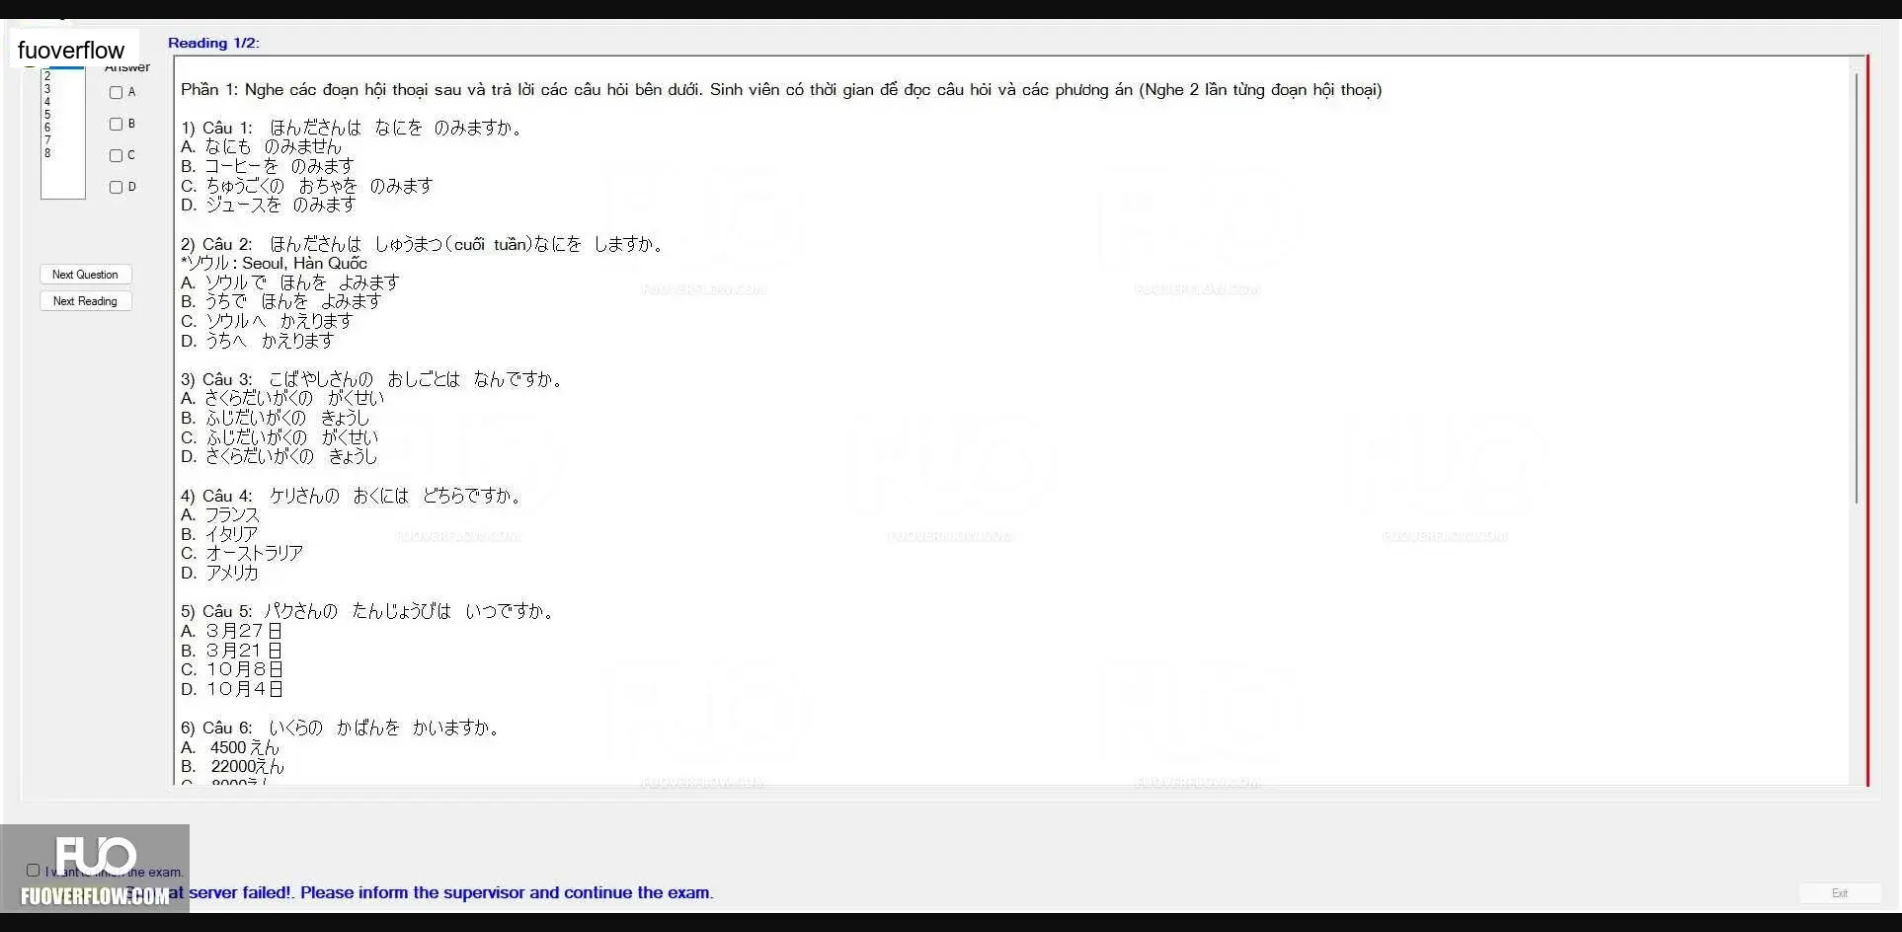 fuoverflow
Reading 1/2:
Answer
2
3
4
5
6
7
8
A
B
C
D
Next Question
Next Reading
Phần 1: Nghe các đoạn hội thoại sau và trả lời các câu hỏi bên dưới. Sinh viên có thời gian để đọc câu hỏi và các phương án (Nghe 2 lần từng đoạn hội thoại)
1) Câu 1: ほんださんは なにを のみますか。
A. なにも のみません
B. コーヒーを のみます
C. ちゅうごくの おちゃを のみます
D. ジュースを のみます
2) Câu 2: ほんださんは しゅうまつ(cuối tuần)なにを しますか。
*ソウル : Seoul, Hàn Quốc
A. ソウルで ほんを よみます
B. うちで ほんを よみます
C. ソウルへ かえります
D. うちへ かえります
3) Câu 3: こばやしさんの おしごとは なんですか。
A. さくらだいがくの がくせい
B. ふじだいがくの きょうし
C. ふじだいがくの がくせい
D. さくらだいがくの きょうし
4) Câu 4: ケリさんの おくには どちらですか。
A. フランス
B. イタリア
C. オーストラリア
D. アメリカ
5) Câu 5: パクさんの たんじょうびは いつですか。
A. 3月27日
B. 3月21日
C. 10月8日
D. 10月4日
6) Câu 6: いくらの かばんを かいますか。
A. 4500えん
B. 22000えん
FUOVERFLOW.COM
FUOVERFLOW.COM
FUOVERFLOW.COM
FUOVERFLOW.COM
FUOVERFLOW.COM
FUOVERFLOW.COM
FUOVERFLOW.COM
FUO
I want the exam.
FUOVERFLOW.COM
at server failed!. Please inform the supervisor and continue the exam.
Exit